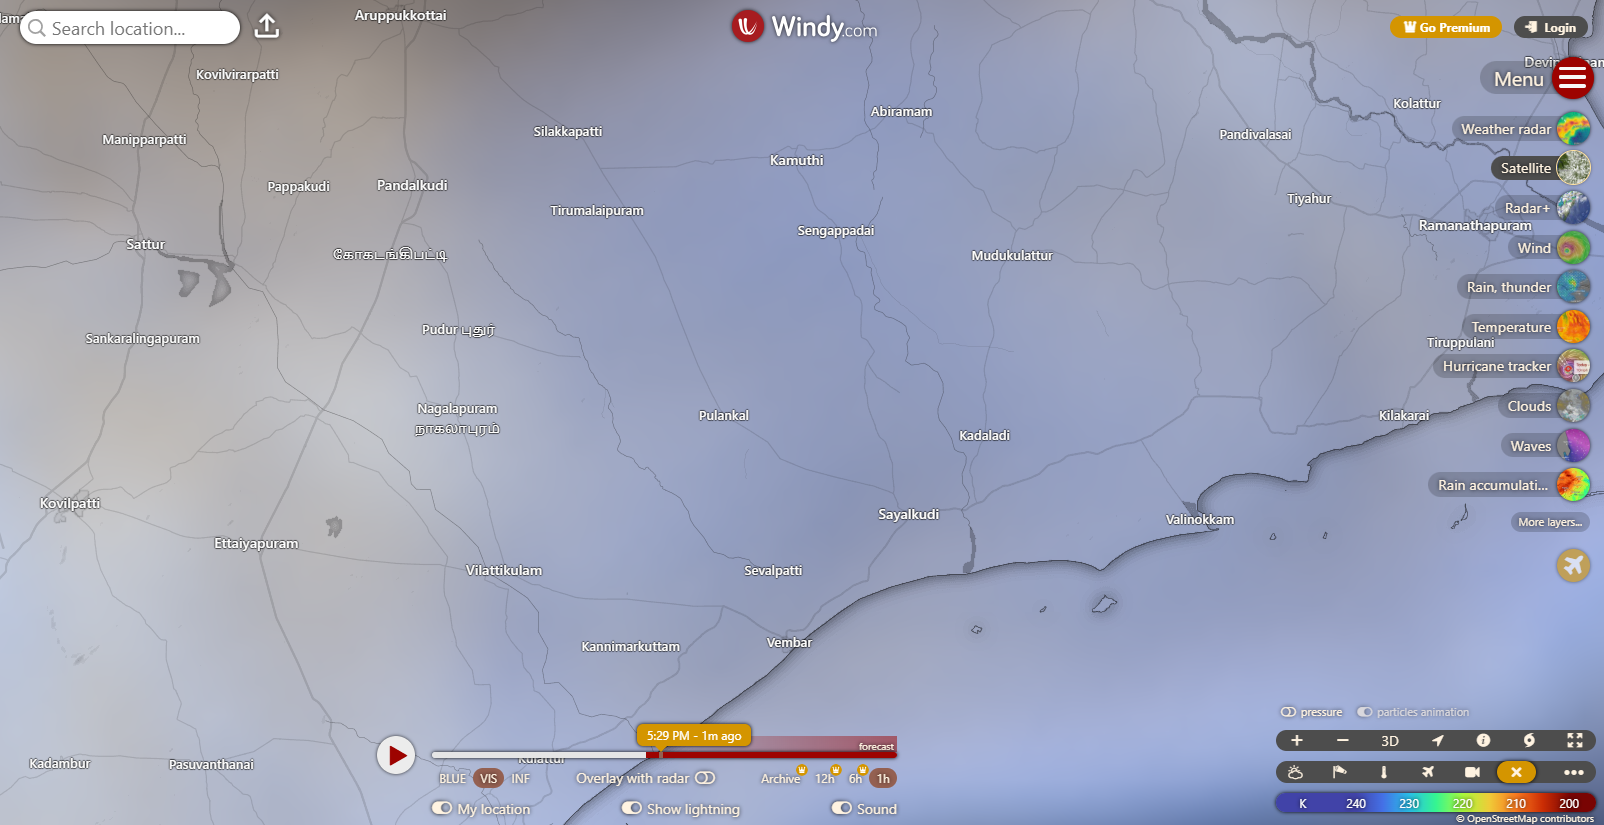 Search location...
Aruppukkottai
Windy.com
Go Premium
Login
Menu
Kovilvirarpatti
Abiramam
Kolattur
Manipparpatti
Silakkapatti
Pandivalasai
Weather radar
Kamuthi
Satellite
Pappakudi
Pandalkudi
Tirumalaipuram
Tiyahur
Radar+
Ramanathapuram
Sattur
கோகடங்கிபட்டி
Sengappadai
Mudukulattur
Wind
Rain, thunder
Sankaralingapuram
Pudur புதூர்
Temperature
Tiruppulani
Hurricane tracker
Nagalapuram
நாகலாபுரம்
Pulankal
Kadaladi
Kilakarai
Clouds
Waves
Rain accumulati...
Kovilpatti
Sayalkudi
Valinokkam
More layers...
Ettaiyapuram
Vilattikulam
Sevalpatti
Kannimarkuttam
Vembar
pressure
particles animation
5:29 PM - 1m ago
forecast
3D
Kadambur
Pasuvanthanai
Kulattur
BLUE VIS INF
Overlay with radar
Archive 12h 6h 1h
My location
Show lightning
Sound
K 240 230 220 210 200
© OpenStreetMap contributors